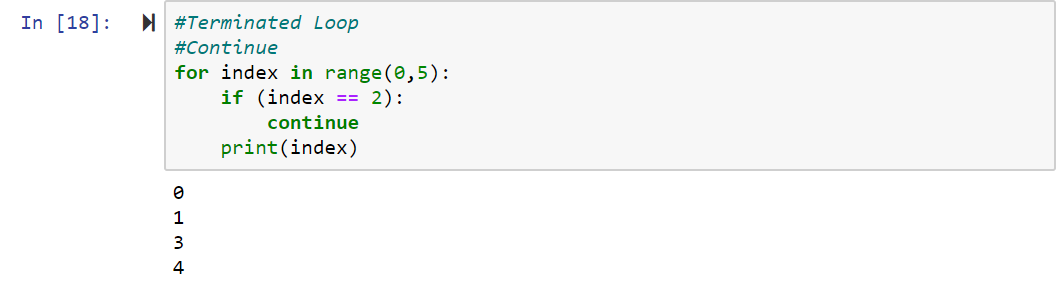 In [18]:
#Terminated Loop
#Continue
for index in range(0,5):
    if (index == 2):
        continue
    print(index)
0
1
3
4